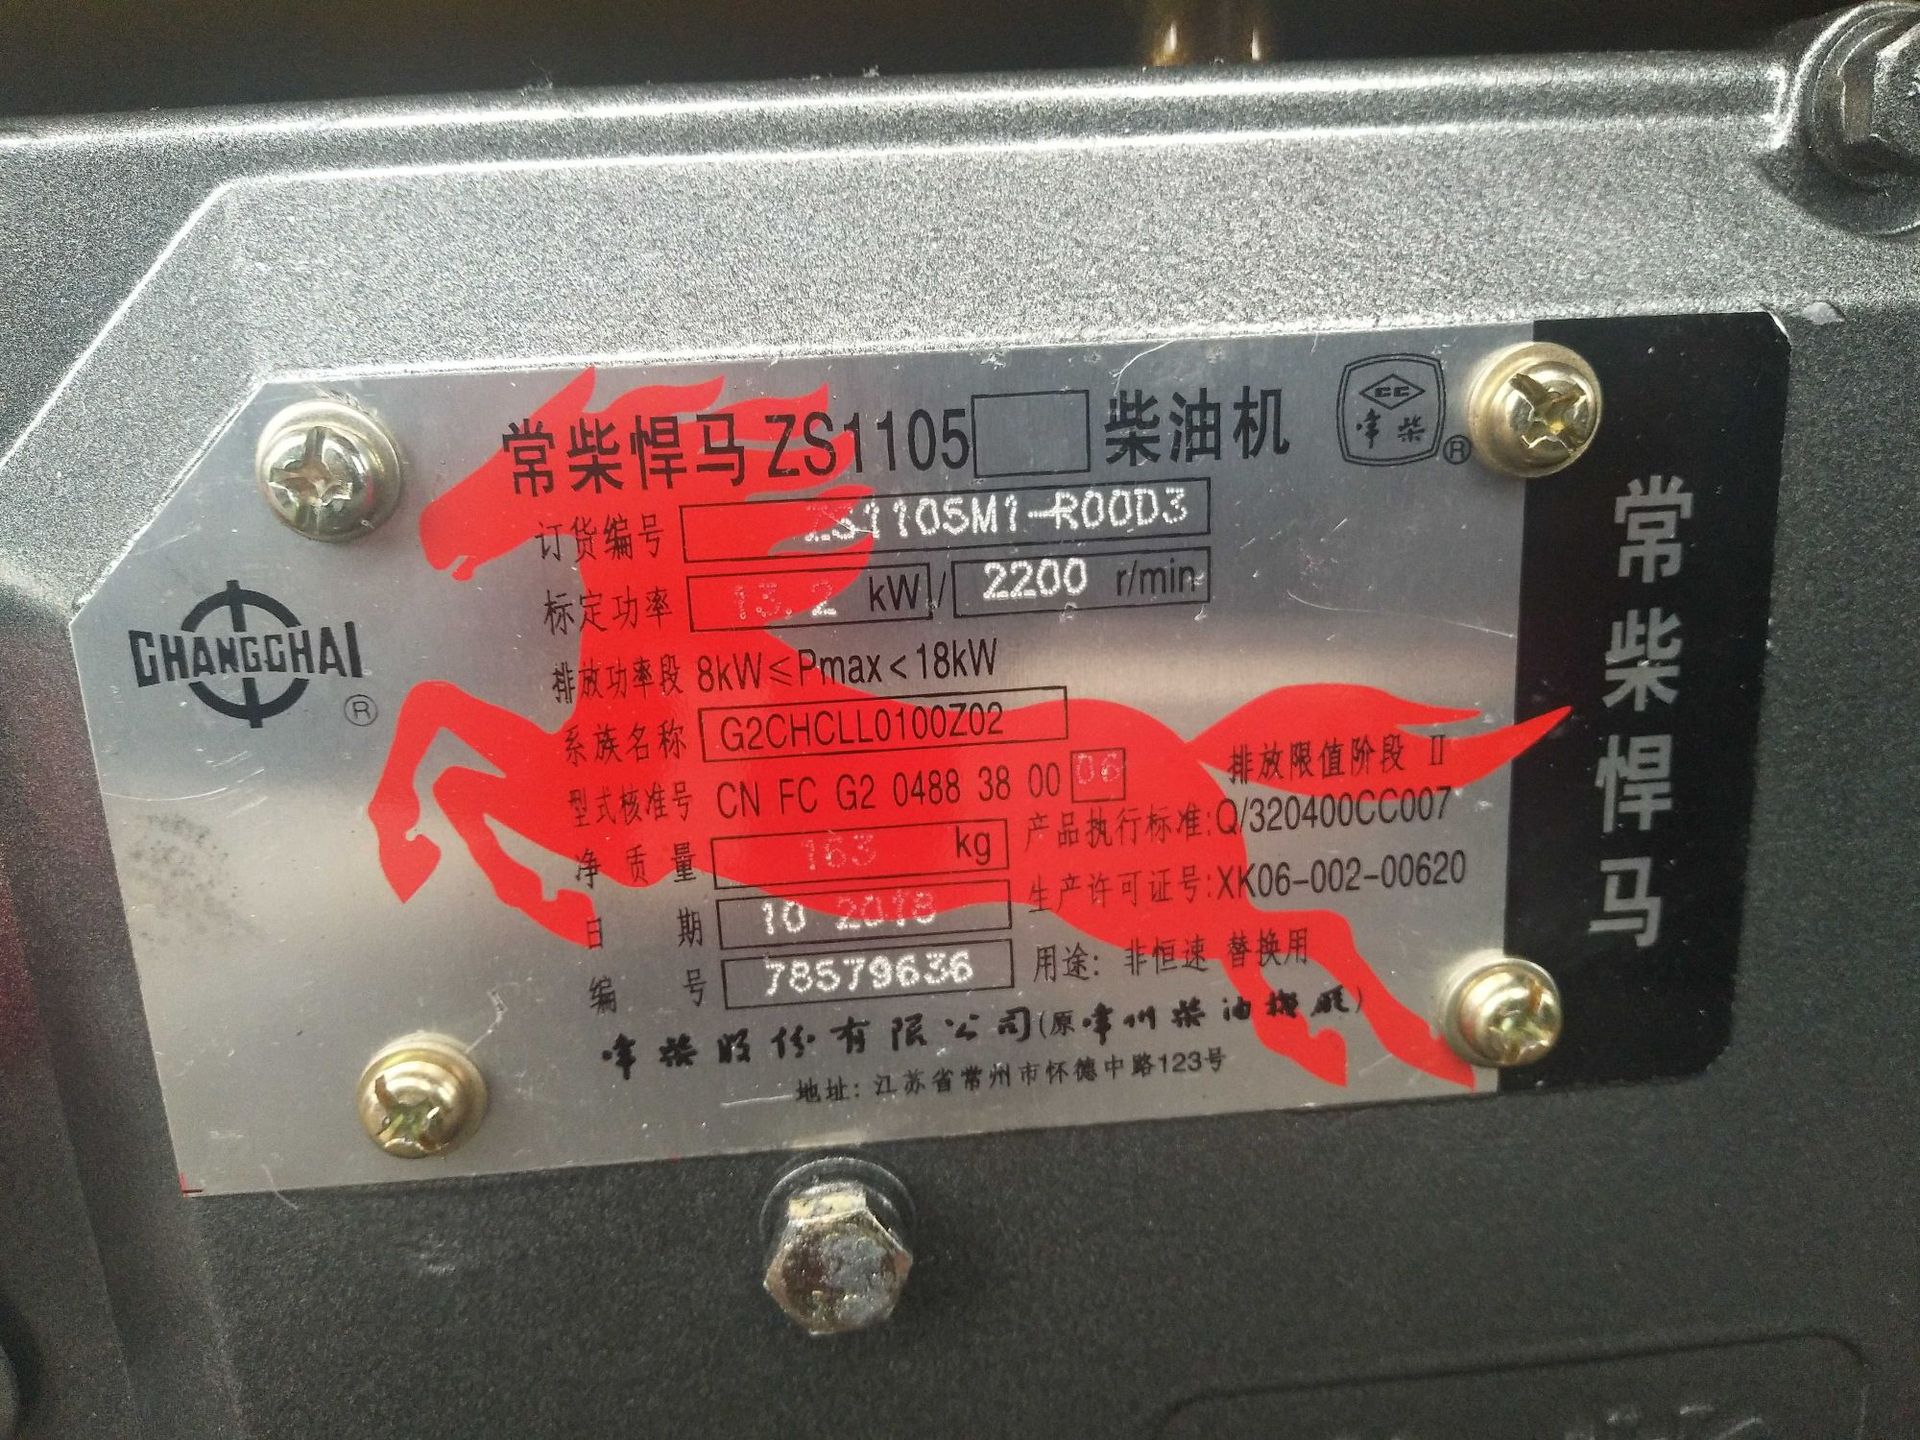 常柴悍马 ZS1105 柴油机
CC
常柴
®
订货编号 ZS1105M1-R00D3
标定功率 13.2 kW/ 2200 r/min
排放功率段 8kW≤Pmax<18kW
CHANGCHAI
®
系族名称 G2CHCLL0100Z02
型式核准号 CN FC G2 0488 38 00 06
排放限值阶段 Ⅱ
净质量 163 kg
产品执行标准:Q/320400CC007
日期 10 2018
生产许可证号:XK06-002-00620
编号 78579636
用途: 非恒速 替换用
常柴股份有限公司(原常州柴油机厂)
地址: 江苏省常州市怀德中路123号
常柴悍马